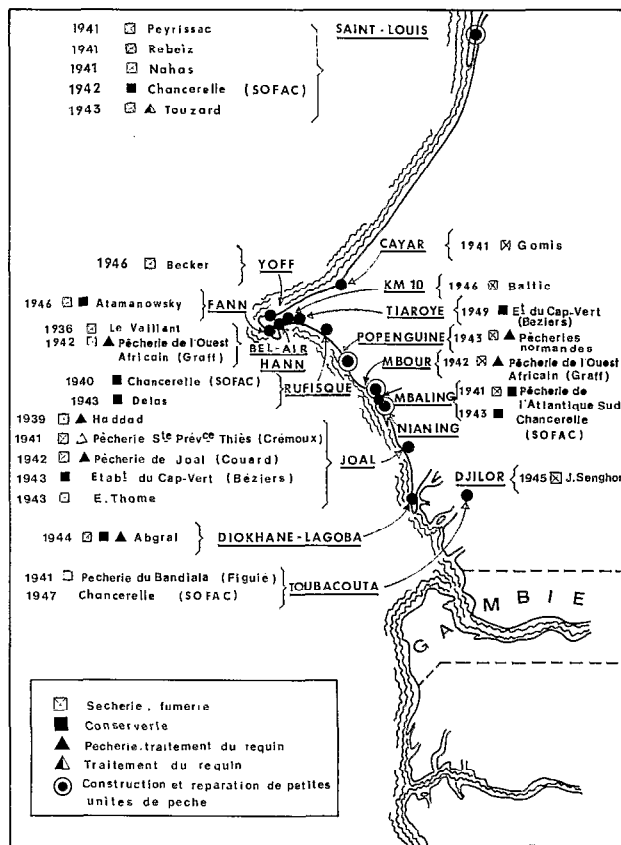 1941 Peyrissac
1941 Rebeiz
1941 Nahas
1942 Chancerelle (SOFAC)
1943 Touzard
SAINT-LOUIS
CAYAR
1941 Gomis
1946 Becker
YOFF
KM 10
1946 Baltic
1946 Atamanowsky
FANN
TIAROYE
1949 Et du Cap-Vert
(Beziers)
1936 Le Vaillant
1942 Pêcherie de l'Ouest
Africain (Graff)
BEL-AIR
HANN
POPENGUINE
1943 Pêcheries
normandes
MBOUR
1942 Pêcherie de l'Ouest
Africain (Graff)
1940 Chancerelle (SOFAC)
1943 Delas
RUFISQUE
MBALING
1941 Pêcherie de
l'Atlantique Sud
1943 Chancerelle
(SOFAC)
NIANING
1939 Haddad
1941 Pêcherie Ste Prévce Thiès (Crémoux)
1942 Pêcherie de Joal (Couard)
1943 Etabt du Cap-Vert (Béziers)
1943 E.Thome
JOAL
DJILOR
1945 J.Senghor
1944 Abgral
DIOKHANE-LAGOBA
1941 Pecherie du Bandiala (Figuié)
1947 Chancerelle (SOFAC)
TOUBACOUTA
GAMBIE
Secherie, fumerie
Conserverie
Pecherie, traitement du requin
Traitement du requin
Construction et reparation de petites
unites de peche